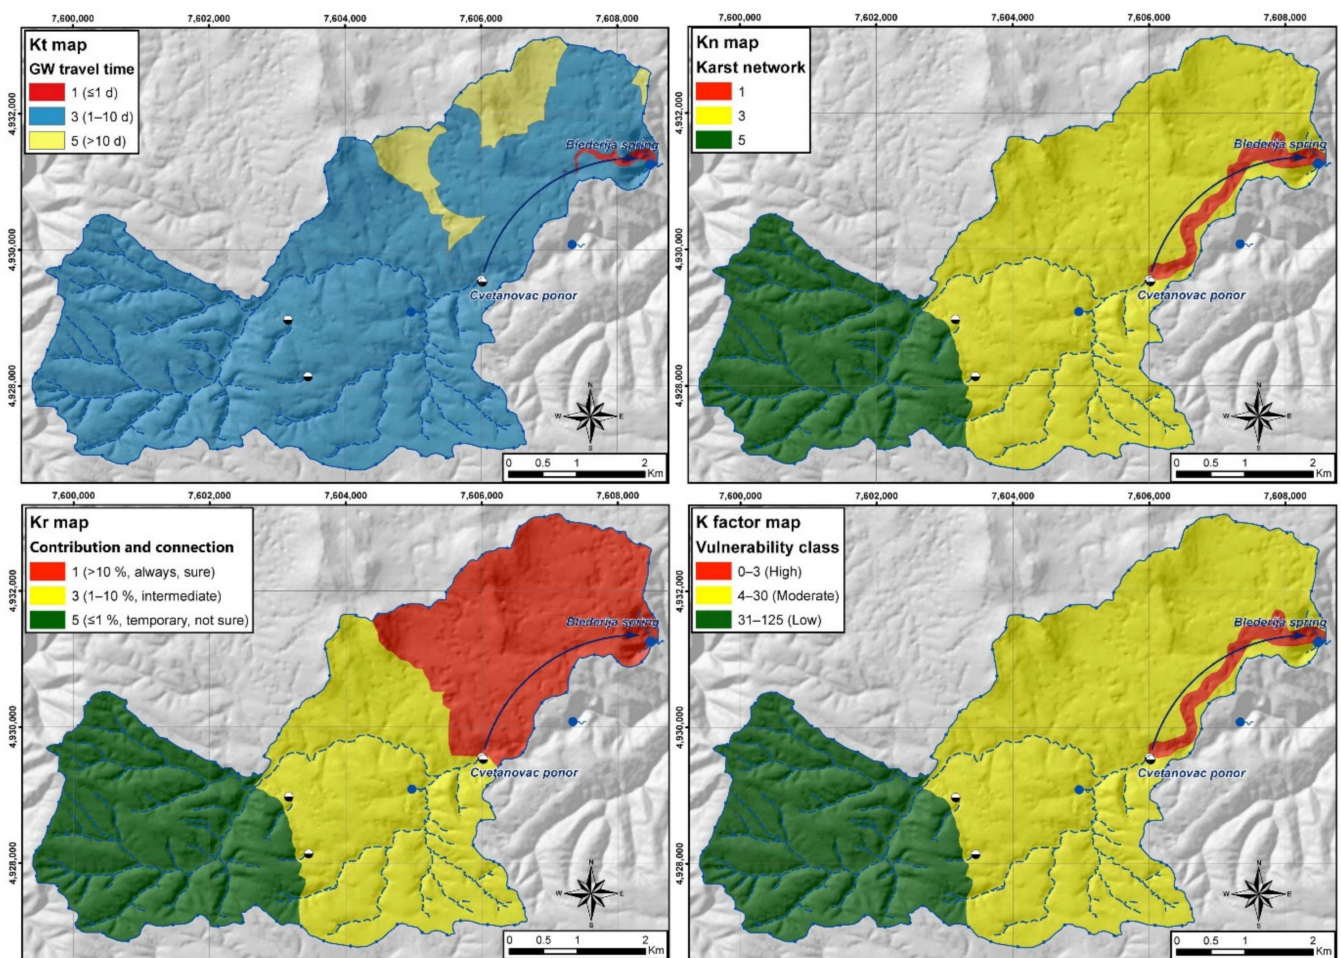 7,600,000 7,602,000 7,604,000 7,606,000 7,608,000
Kt map
GW travel time
1 (≤1 d)
3 (1–10 d)
5 (>10 d)
4,932,000
4,930,000
4,928,000
Blederija spring
Cvetanovac ponor
N
W E
S
0 0.5 1 2
Km
7,600,000 7,602,000 7,604,000 7,606,000 7,608,000
Kn map
Karst network
1
3
5
4,932,000
4,930,000
4,928,000
Blederija spring
Cvetanovac ponor
N
W E
S
0 0.5 1 2
Km
7,600,000 7,602,000 7,604,000 7,606,000 7,608,000
Kr map
Contribution and connection
1 (>10 %, always, sure)
3 (1–10 %, intermediate)
5 (≤1 %, temporary, not sure)
4,932,000
4,930,000
4,928,000
Blederija spring
Cvetanovac ponor
N
W E
S
0 0.5 1 2
Km
7,600,000 7,602,000 7,604,000 7,606,000 7,608,000
K factor map
Vulnerability class
0–3 (High)
4–30 (Moderate)
31–125 (Low)
4,932,000
4,930,000
4,928,000
Blederija spring
Cvetanovac ponor
N
W E
S
0 0.5 1 2
Km